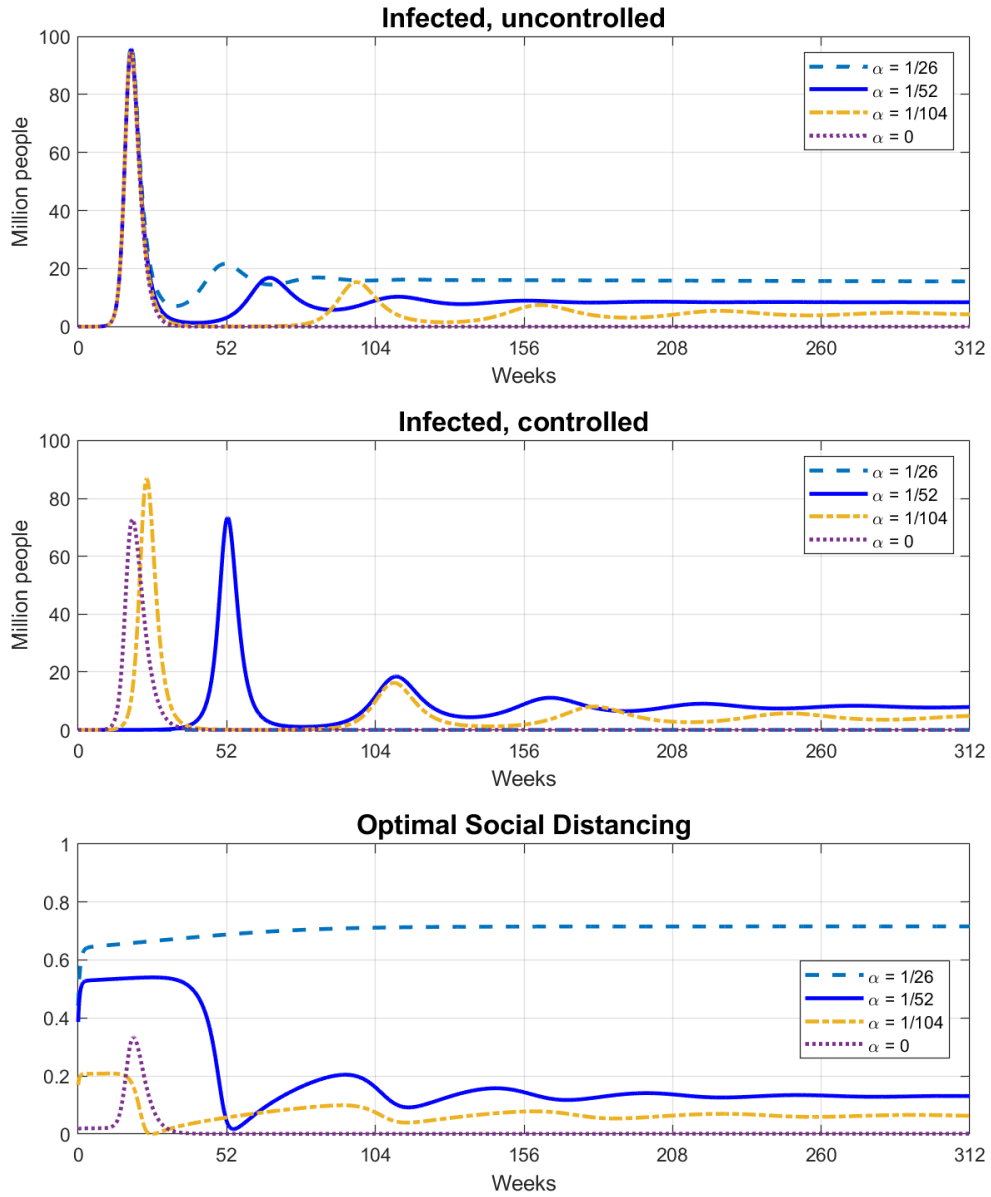 Infected, uncontrolled
100
80
60
40
20
0
Million people
α = 1/26
α = 1/52
α = 1/104
α = 0
0 52 104 156 208 260 312
Weeks
Infected, controlled
100
80
60
40
20
0
Million people
α = 1/26
α = 1/52
α = 1/104
α = 0
0 52 104 156 208 260 312
Weeks
Optimal Social Distancing
1
0.8
0.6
0.4
0.2
0
α = 1/26
α = 1/52
α = 1/104
α = 0
0 52 104 156 208 260 312
Weeks